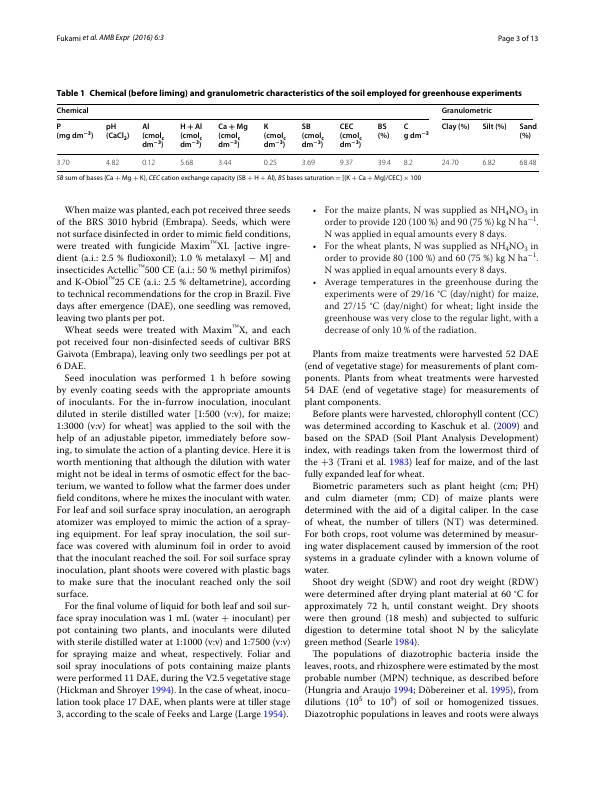 Fukami et al. AMB Expr (2016) 6:3
Page 3 of 13
Table 1 Chemical (before liming) and granulometric characteristics of the soil employed for greenhouse experiments
Chemical Granulometric
P (mg dm−3) pH (CaCl2) Al (cmolc dm−3) H + Al (cmolc dm−3) Ca + Mg (cmolc dm−3) K (cmolc dm−3) SB (cmolc dm−3) CEC (cmolc dm−3) BS (%) C g dm−3 Clay (%) Silt (%) Sand (%)
3.70 4.82 0.12 5.68 3.44 0.25 3.69 9.37 39.4 8.2 24.70 6.82 68.48
SB sum of bases (Ca + Mg + K), CEC cation exchange capacity (SB + H + Al), BS bases saturation = [(K + Ca + Mg)/CEC] × 100
When maize was planted, each pot received three seeds
of the BRS 3010 hybrid (Embrapa). Seeds, which were
not surface disinfected in order to mimic field conditions,
were treated with fungicide Maxim™XL [active ingre-
dient (a.i.: 2.5 % fludioxonil); 1.0 % metalaxyl − M] and
insecticides Actellic™500 CE (a.i.: 50 % methyl pirimifos)
and K-Obiol™25 CE (a.i.: 2.5 % deltametrine), according
to technical recommendations for the crop in Brazil. Five
days after emergence (DAE), one seedling was removed,
leaving two plants per pot.
Wheat seeds were treated with Maxim™X, and each
pot received four non-disinfected seeds of cultivar BRS
Gaivota (Embrapa), leaving only two seedlings per pot at
6 DAE.
Seed inoculation was performed 1 h before sowing
by evenly coating seeds with the appropriate amounts
of inoculants. For the in-furrow inoculation, inoculant
diluted in sterile distilled water [1:500 (v:v), for maize;
1:3000 (v:v) for wheat] was applied to the soil with the
help of an adjustable pipetor, immediately before sow-
ing, to simulate the action of a planting device. Here it is
worth mentioning that although the dilution with water
might not be ideal in terms of osmotic effect for the bac-
terium, we wanted to follow what the farmer does under
field conditons, where he mixes the inoculant with water.
For leaf and soil surface spray inoculation, an aerograph
atomizer was employed to mimic the action of a spray-
ing equipment. For leaf spray inoculation, the soil sur-
face was covered with aluminum foil in order to avoid
that the inoculant reached the soil. For soil surface spray
inoculation, plant shoots were covered with plastic bags
to make sure that the inoculant reached only the soil
surface.
For the final volume of liquid for both leaf and soil sur-
face spray inoculation was 1 mL (water + inoculant) per
pot containing two plants, and inoculants were diluted
with sterile distilled water at 1:1000 (v:v) and 1:7500 (v:v)
for spraying maize and wheat, respectively. Foliar and
soil spray inoculations of pots containing maize plants
were performed 11 DAE, during the V2.5 vegetative stage
(Hickman and Shroyer 1994). In the case of wheat, inocu-
lation took place 17 DAE, when plants were at tiller stage
3, according to the scale of Feeks and Large (Large 1954).
• For the maize plants, N was supplied as NH4NO3 in
order to provide 120 (100 %) and 90 (75 %) kg N ha−1.
N was applied in equal amounts every 8 days.
• For the wheat plants, N was supplied as NH4NO3 in
order to provide 80 (100 %) and 60 (75 %) kg N ha−1.
N was applied in equal amounts every 8 days.
• Average temperatures in the greenhouse during the
experiments were of 29/16 °C (day/night) for maize,
and 27/15 °C (day/night) for wheat; light inside the
greenhouse was very close to the regular light, with a
decrease of only 10 % of the radiation.
Plants from maize treatments were harvested 52 DAE
(end of vegetative stage) for measurements of plant com-
ponents. Plants from wheat treatments were harvested
54 DAE (end of vegetative stage) for measurements of
plant components.
Before plants were harvested, chlorophyll content (CC)
was determined according to Kaschuk et al. (2009) and
based on the SPAD (Soil Plant Analysis Development)
index, with readings taken from the lowermost third of
the +3 (Trani et al. 1983) leaf for maize, and of the last
fully expanded leaf for wheat.
Biometric parameters such as plant height (cm; PH)
and culm diameter (mm; CD) of maize plants were
determined with the aid of a digital caliper. In the case
of wheat, the number of tillers (NT) was determined.
For both crops, root volume was determined by measur-
ing water displacement caused by immersion of the root
systems in a graduate cylinder with a known volume of
water.
Shoot dry weight (SDW) and root dry weight (RDW)
were determined after drying plant material at 60 °C for
approximately 72 h, until constant weight. Dry shoots
were then ground (18 mesh) and subjected to sulfuric
digestion to determine total shoot N by the salicylate
green method (Searle 1984).
The populations of diazotrophic bacteria inside the
leaves, roots, and rhizosphere were estimated by the most
probable number (MPN) technique, as described before
(Hungria and Araujo 1994; Döbereiner et al. 1995), from
dilutions (10⁵ to 10⁹) of soil or homogenized tissues.
Diazotrophic populations in leaves and roots were always